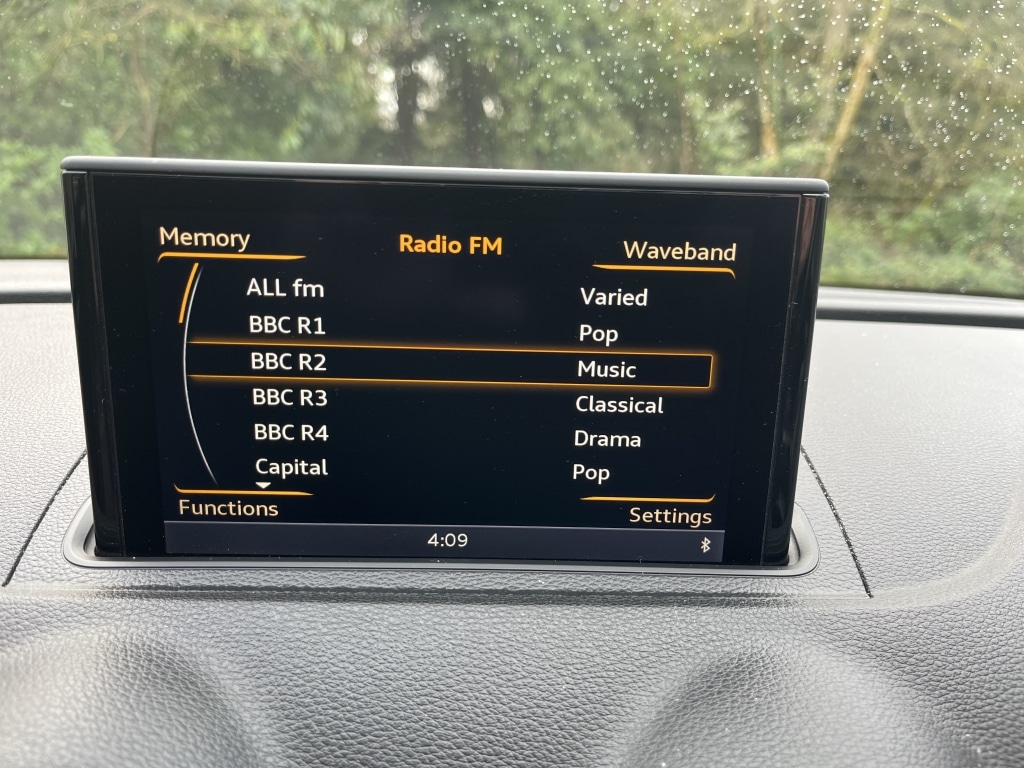 Memory Radio FM Waveband
ALL fm Varied
BBC R1 Pop
BBC R2 Music
BBC R3 Classical
BBC R4 Drama
Capital Pop
Functions Settings
4:09